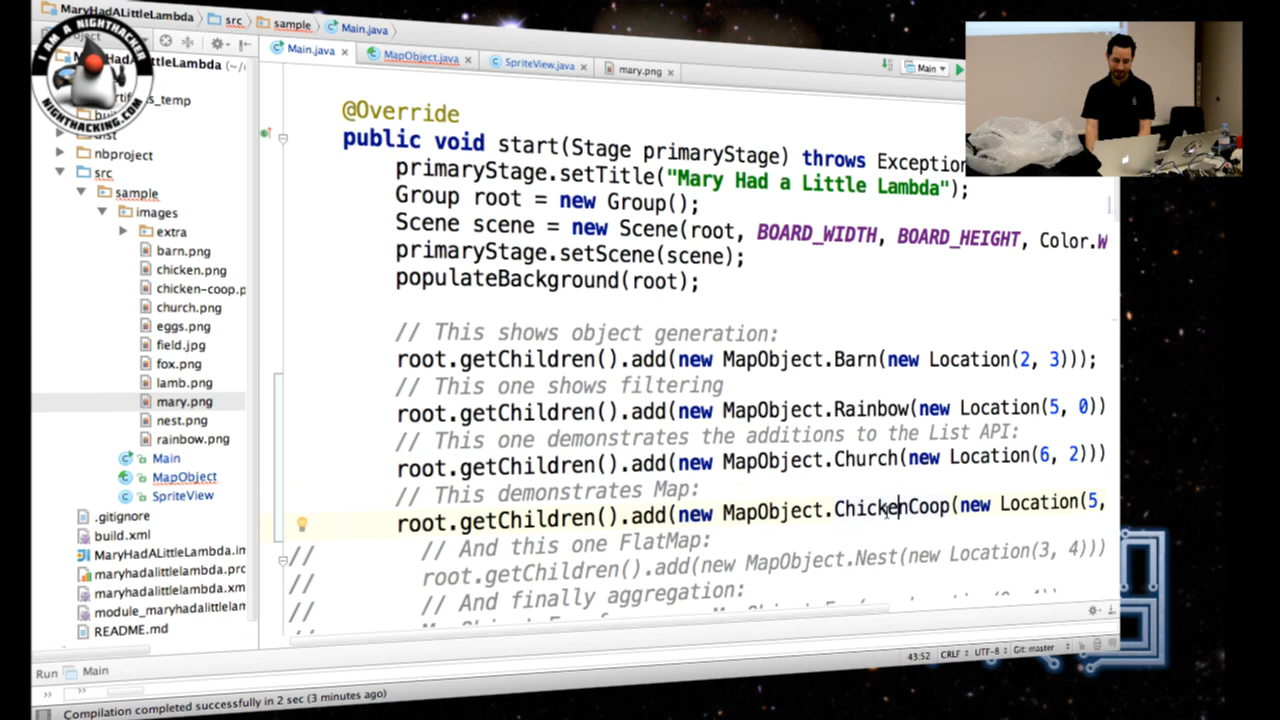 MaryHadALittleLambda
src
sample
Main.java
I AM A NIGHTHACKER
NIGHTHACKING.COM
Main.java
MapObject.java
SpriteView.java
mary.png
Main
nbproject
src
sample
images
extra
barn.png
chicken.png
chicken-coop.p
church.png
eggs.png
field.jpg
fox.png
lamb.png
mary.png
nest.png
rainbow.png
Main
MapObject
SpriteView
.gitignore
build.xml
MaryHadALittleLambda.im
maryhadalittlelambda.prc
maryhadalittlelambda.xm
module_maryhadalittlelam
README.md
@Override
public void start(Stage primaryStage) throws Exception
primaryStage.setTitle("Mary Had a Little Lambda");
Group root = new Group();
Scene scene = new Scene(root, BOARD_WIDTH, BOARD_HEIGHT, Color.W
primaryStage.setScene(scene);
populateBackground(root);
// This shows object generation:
root.getChildren().add(new MapObject.Barn(new Location(2, 3)));
// This one shows filtering
root.getChildren().add(new MapObject.Rainbow(new Location(5, 0))
// This one demonstrates the additions to the List API:
root.getChildren().add(new MapObject.Church(new Location(6, 2)))
// This demonstrates Map:
root.getChildren().add(new MapObject.ChickenCoop(new Location(5,
// // And this one FlatMap:
// root.getChildren().add(new MapObject.Nest(new Location(3, 4)))
// // And finally aggregation:
Run Main
Compilation completed successfully in 2 sec (3 minutes ago)
43:52 CRLF UTF-8 Git: master